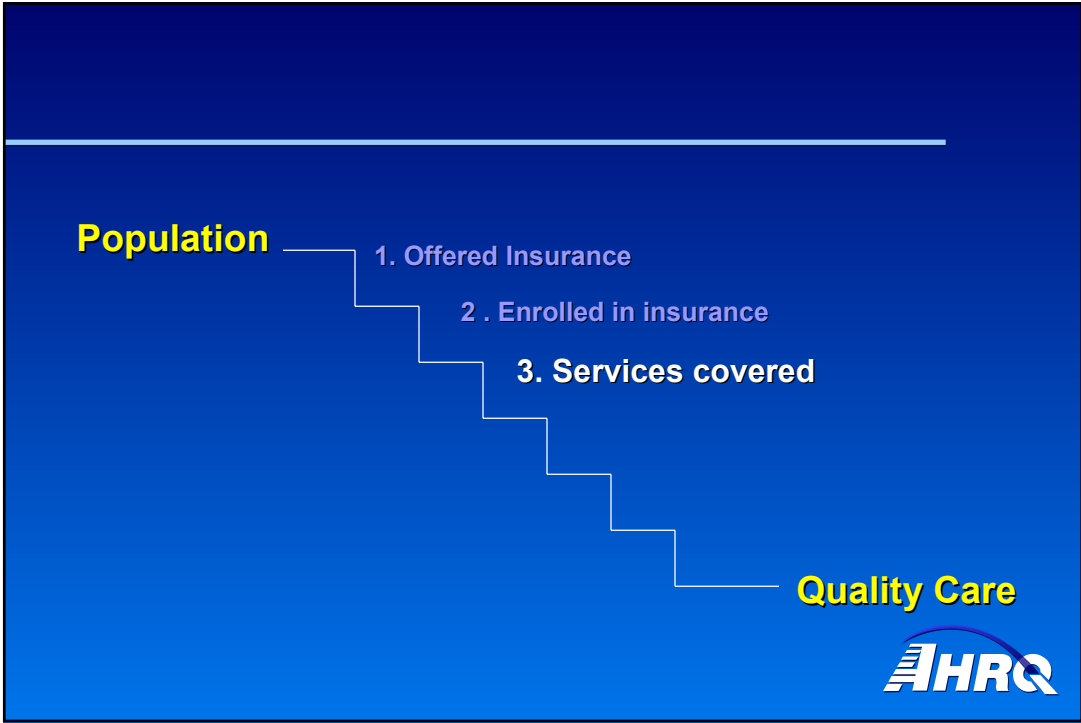 Population
1. Offered Insurance
2 . Enrolled in insurance
3. Services covered
Quality Care
AHRQ